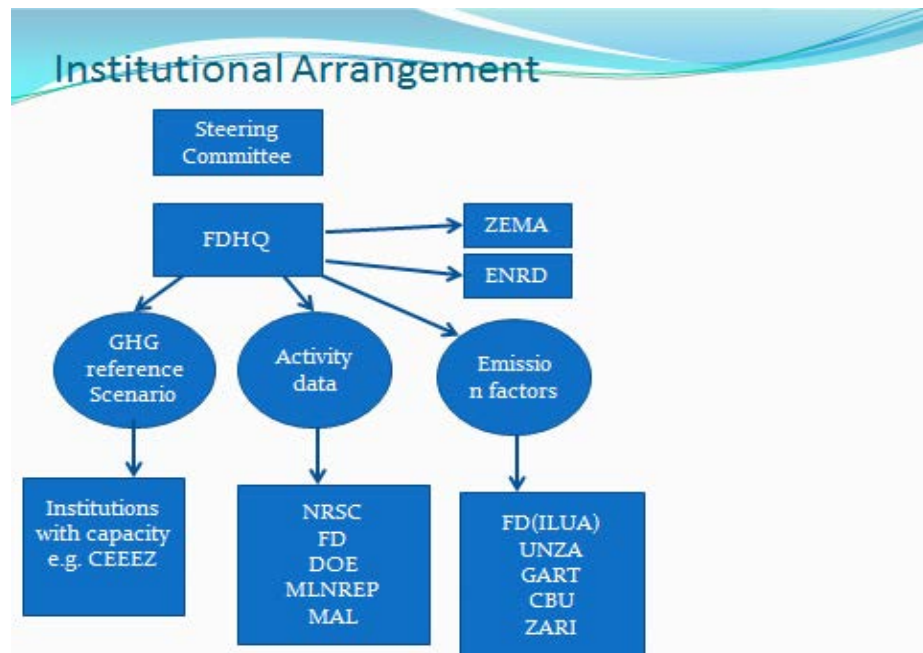 Institutional Arrangement
Steering
Committee
FDHQ
ZEMA
ENRD
GHG
reference
Scenario
Activity
data
Emissio
n factors
Institutions
with capacity
e.g. CEEEZ
NRSC
FD
DOE
MLNREP
MAL
FD(ILUA)
UNZA
GART
CBU
ZARI